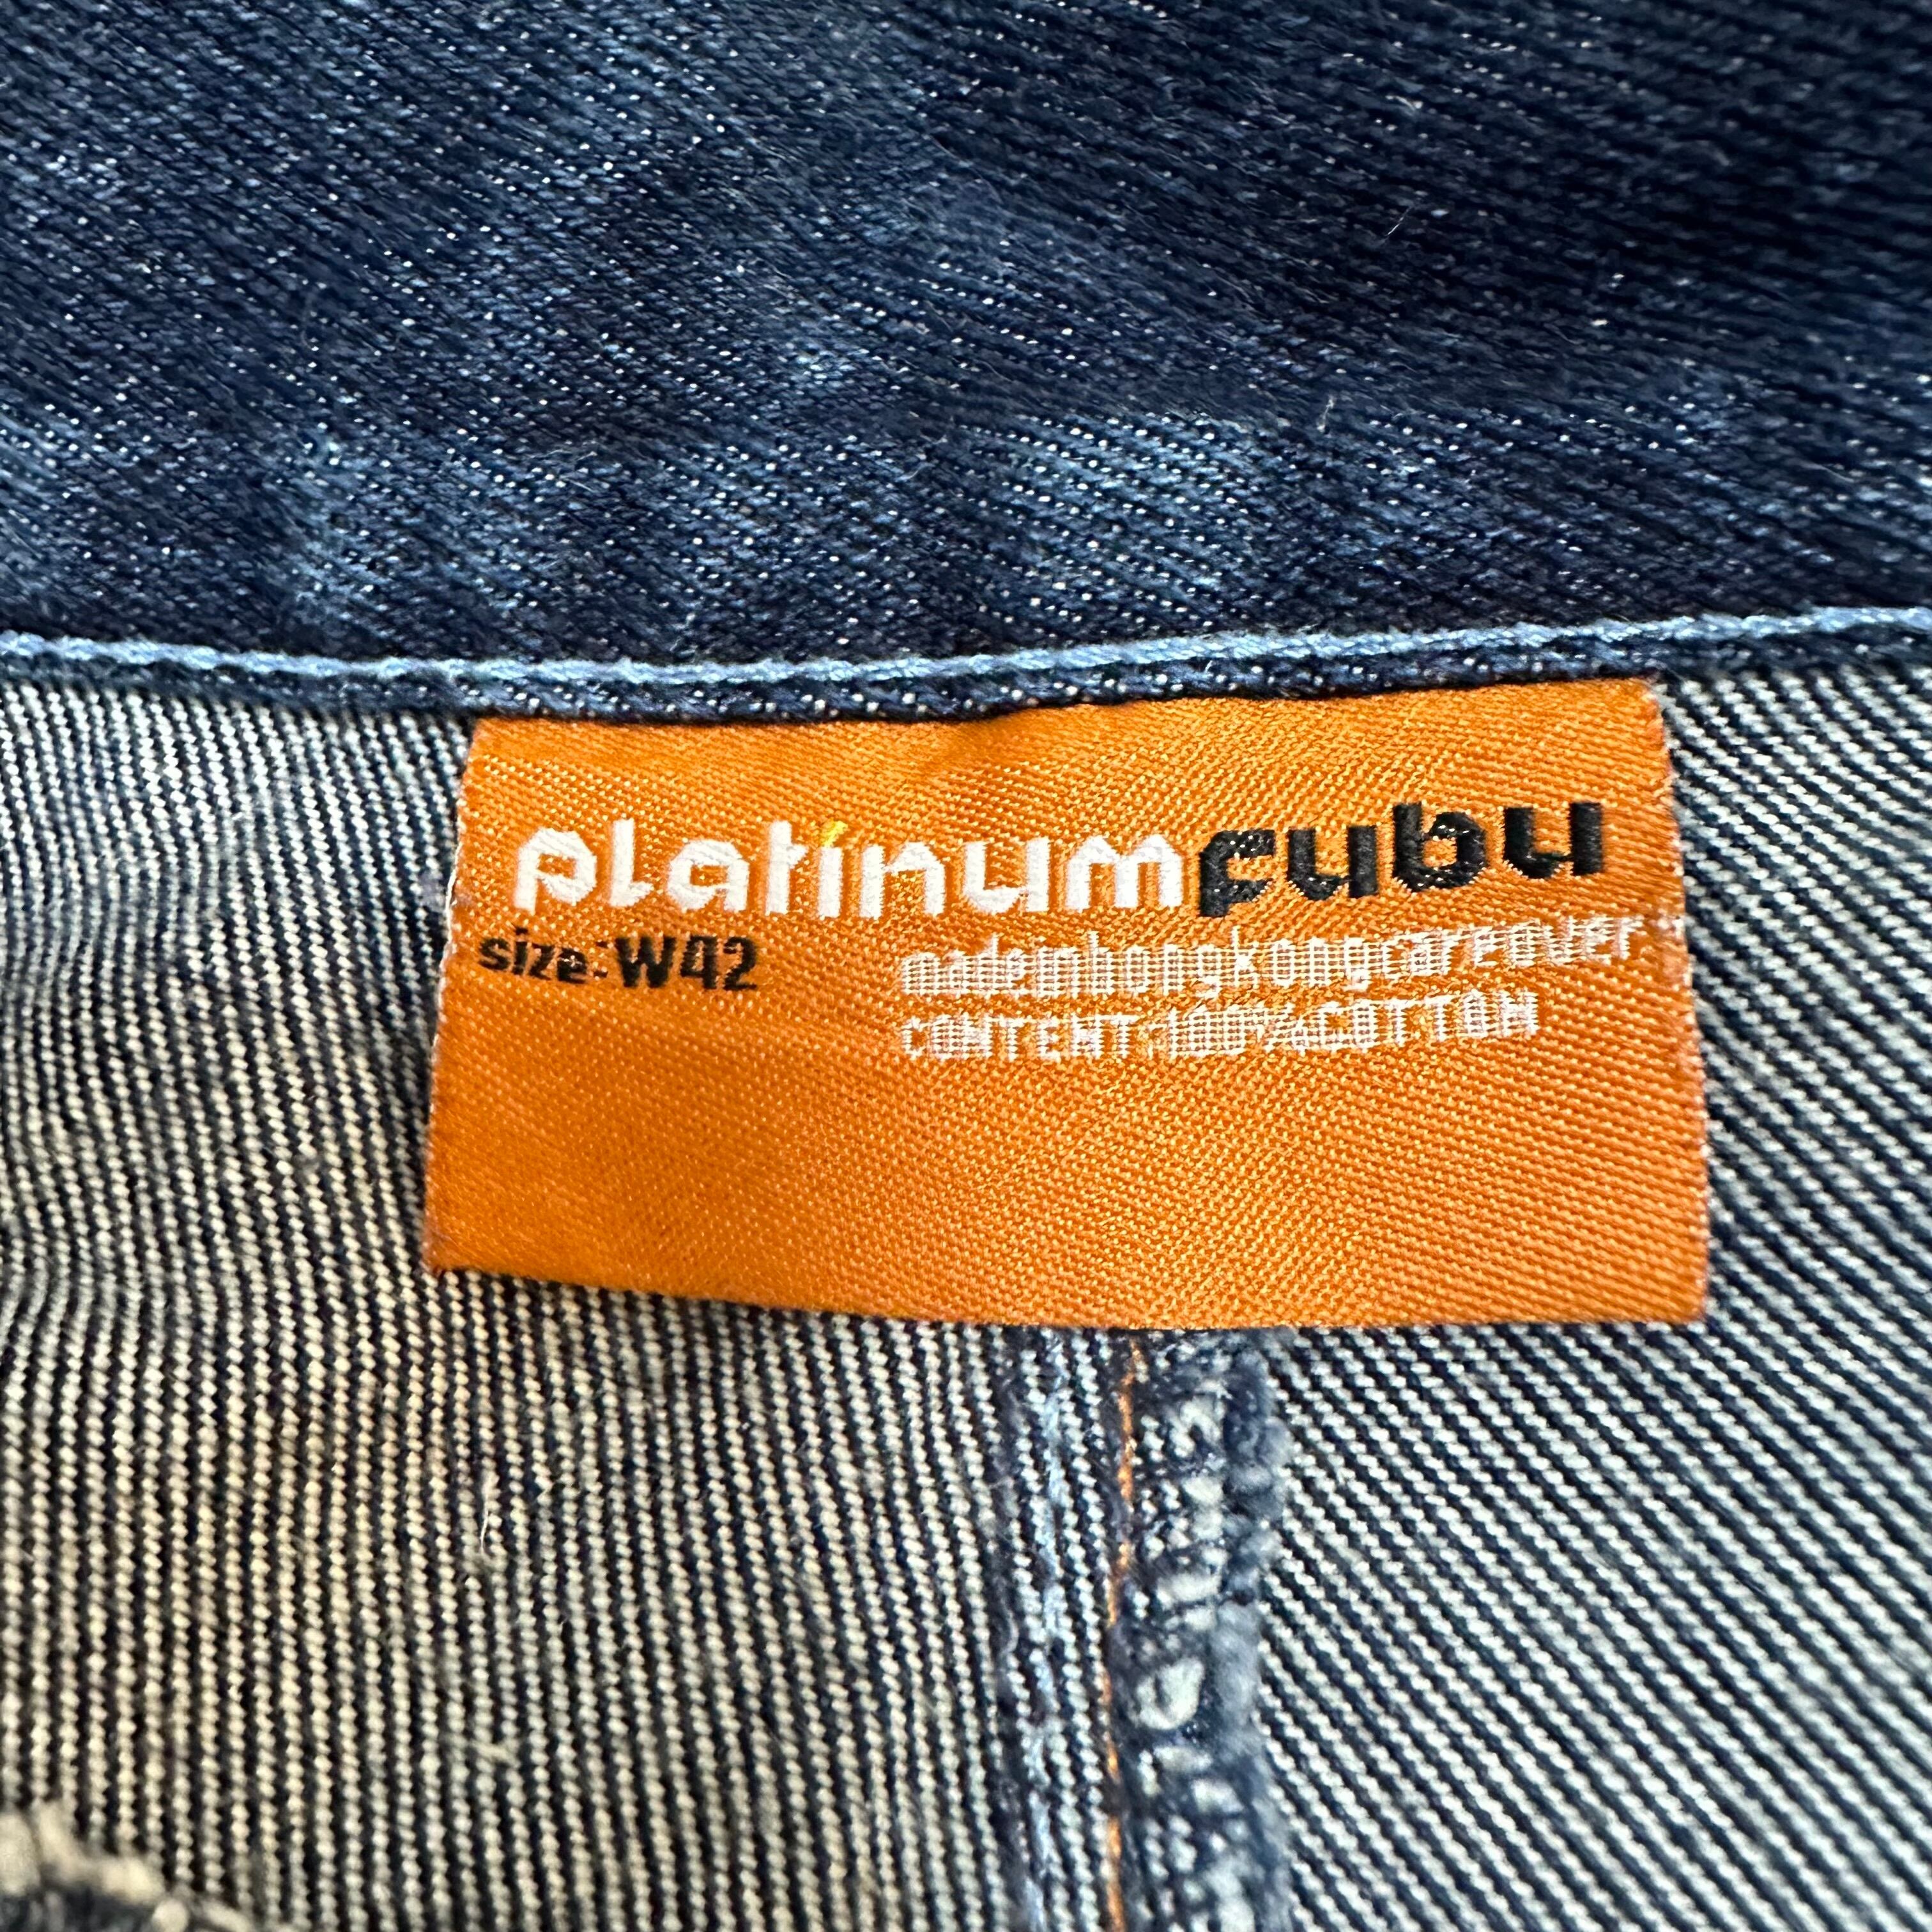 platinumfubu
size:W42
madeinhongkongcareover
CONTENT:100%COTTON